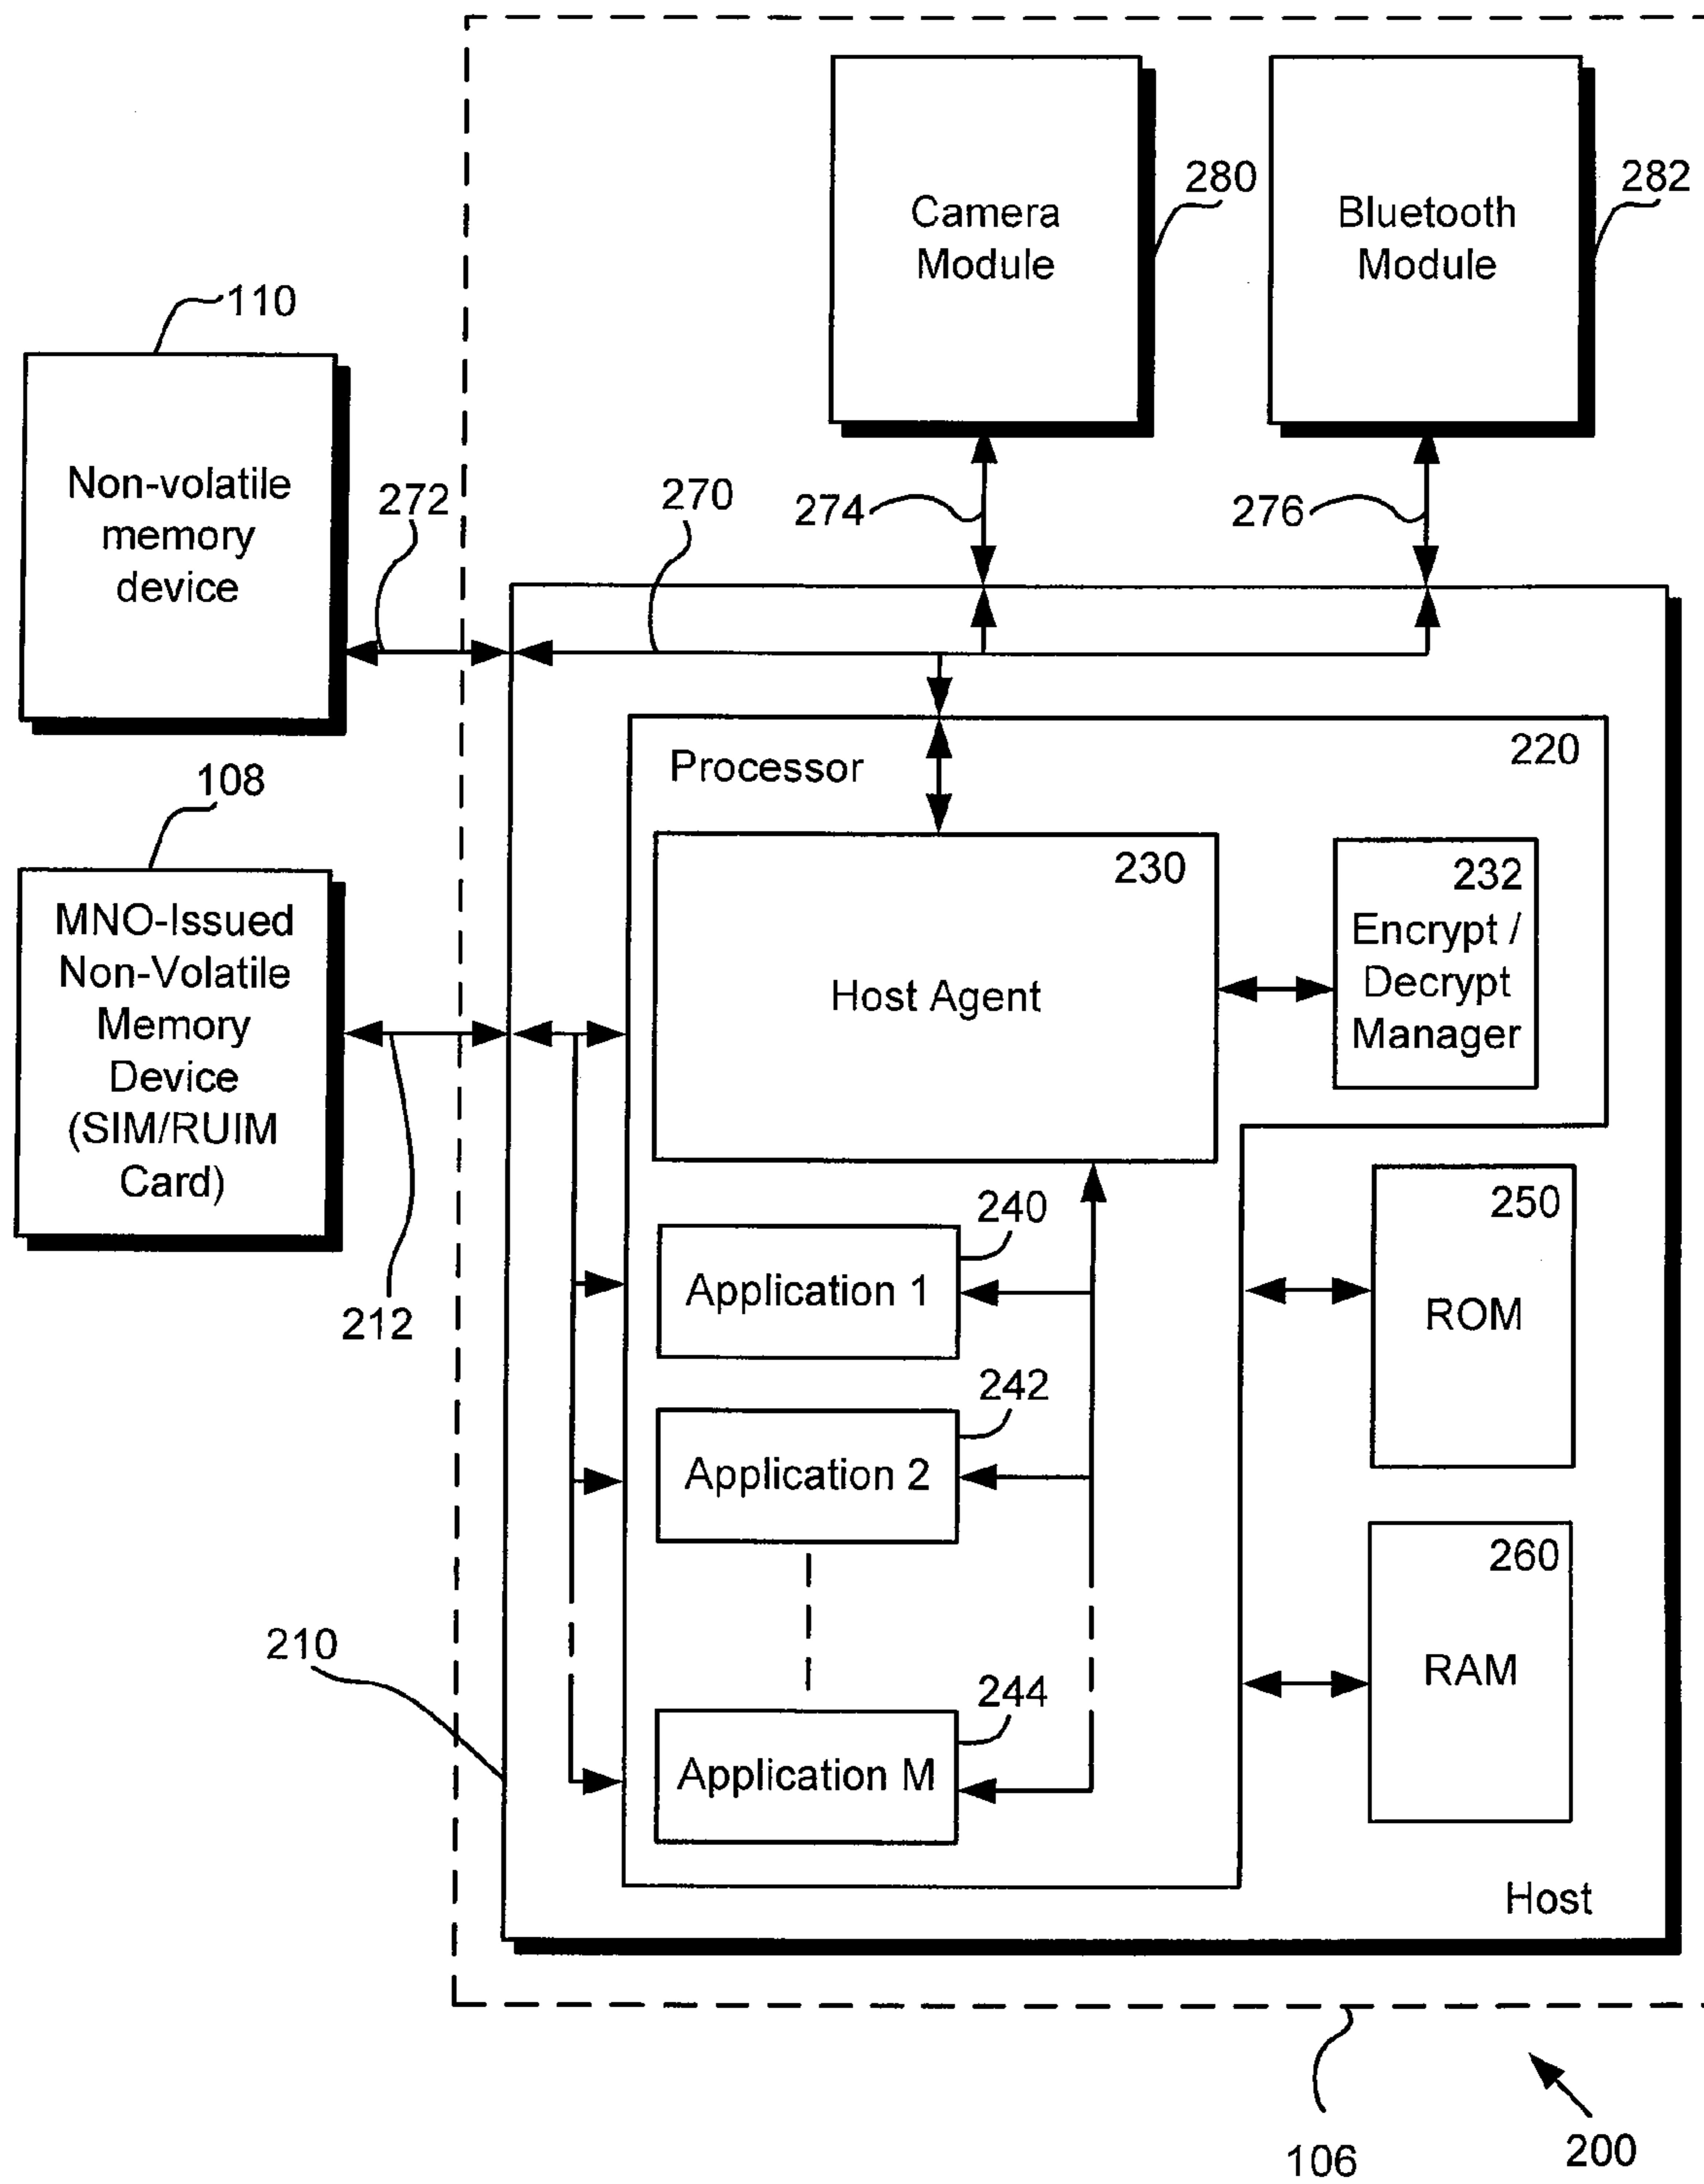 Camera
Module
280
Bluetooth
Module
282
110
Non-volatile
memory
device
272
270
274
276
108
MNO-Issued
Non-Volatile
Memory
Device
(SIM/RUIM
Card)
212
Processor
220
230
Host Agent
232
Encrypt /
Decrypt
Manager
240
Application 1
242
Application 2
244
Application M
250
ROM
260
RAM
210
Host
106
200